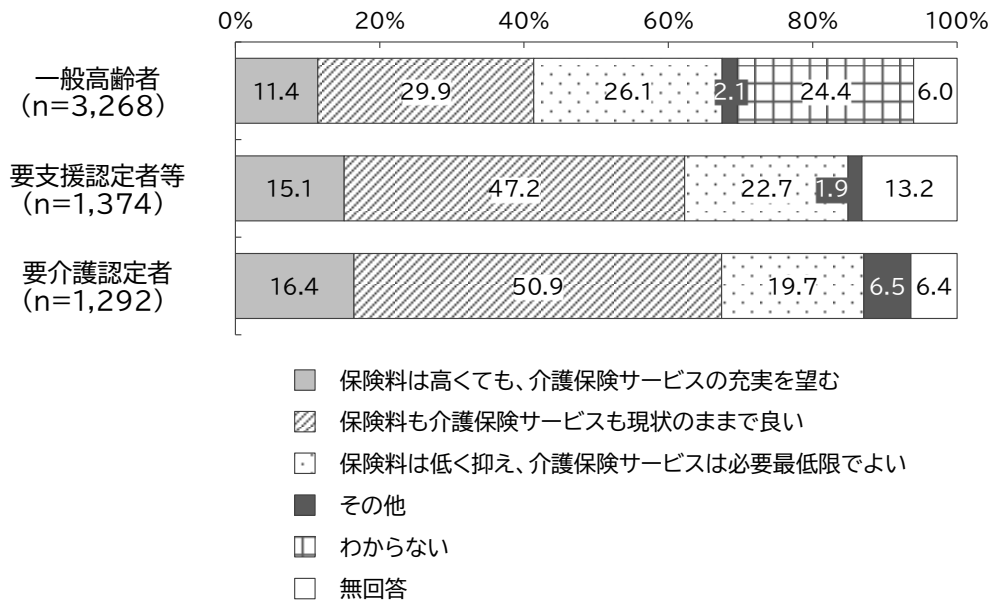 0% 20% 40% 60% 80% 100%
一般高齢者
(n=3,268)
11.4 29.9 26.1 2.1 24.4 6.0
要支援認定者等
(n=1,374)
15.1 47.2 22.7 1.9 13.2
要介護認定者
(n=1,292)
16.4 50.9 19.7 6.5 6.4
保険料は高くても、介護保険サービスの充実を望む
保険料も介護保険サービスも現状のままで良い
保険料は低く抑え、介護保険サービスは必要最低限でよい
その他
わからない
無回答